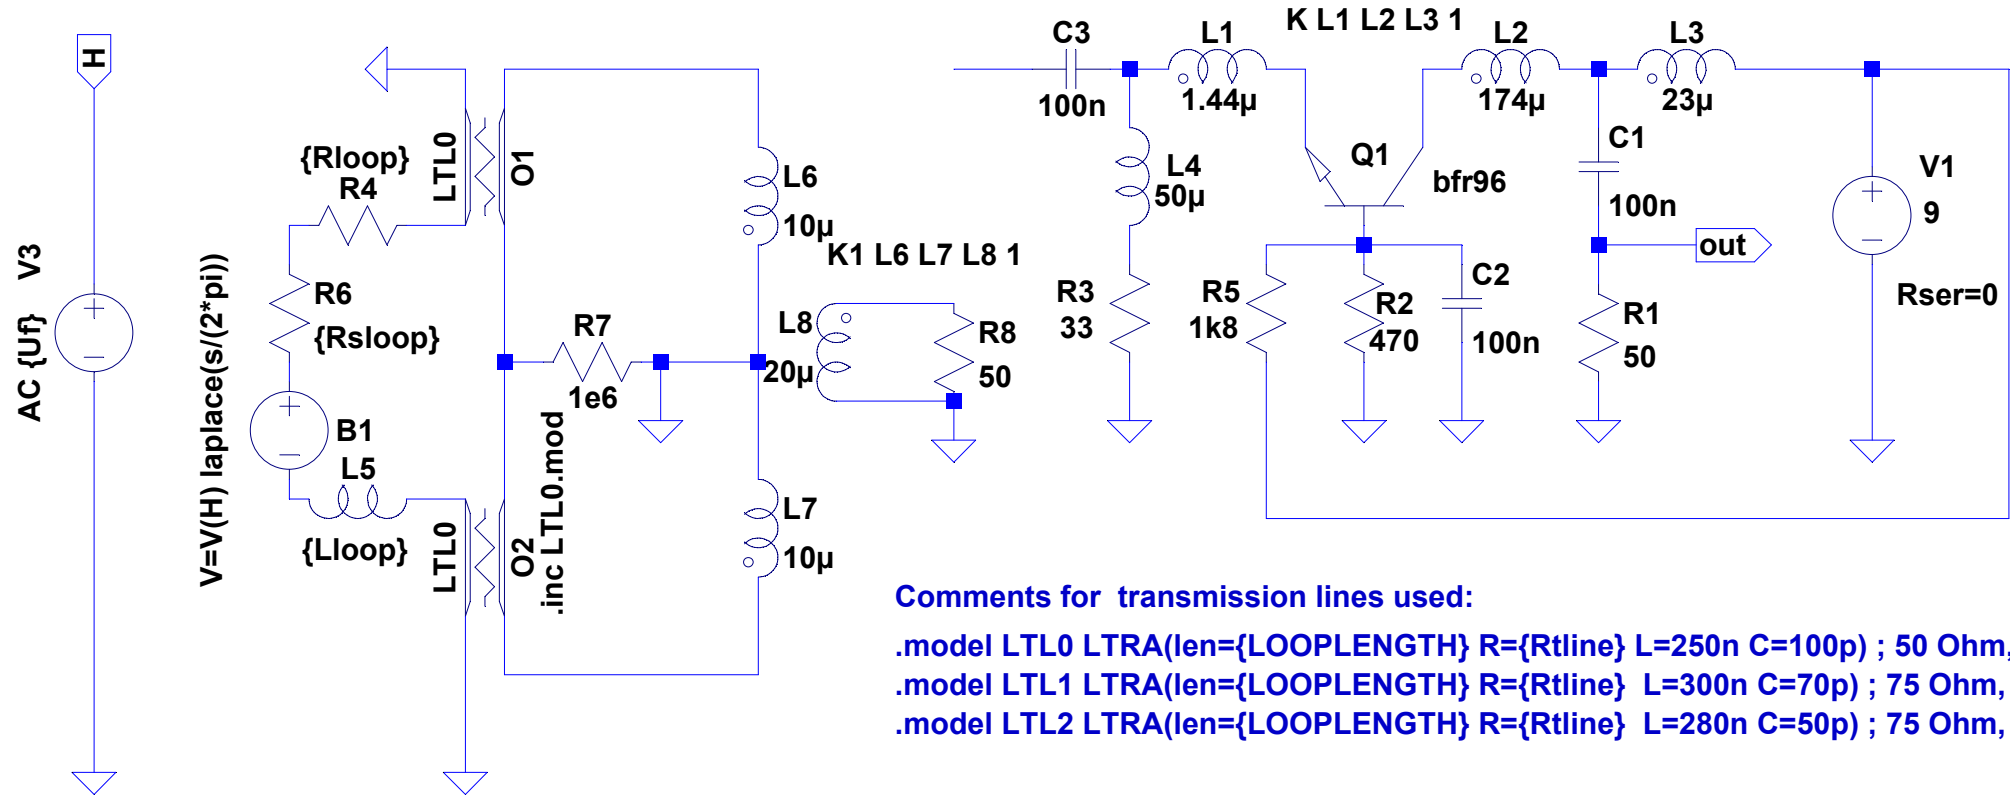 H
V3
AC {Uf}
V=V(H) laplace(s/(2*pi))
{Rloop}
R4
R6
{Rsloop}
B1
L5
{Lloop}
LTL0
O1
LTL0
O2
.inc LTL0.mod
R7
1e6
L6
10µ
K1 L6 L7 L8 1
L8
20µ
R8
50
L7
10µ
C3
100n
L1
1.44µ
K L1 L2 L3 1
L2
174µ
L3
23µ
L4
50µ
R3
33
Q1
bfr96
R5
1k8
R2
470
C2
100n
C1
100n
out
R1
50
V1
9
Rser=0
Comments for  transmission lines used:
.model LTL0 LTRA(len={LOOPLENGTH} R={Rtline} L=250n C=100p) ; 50 Ohm,
.model LTL1 LTRA(len={LOOPLENGTH} R={Rtline}  L=300n C=70p) ; 75 Ohm,
.model LTL2 LTRA(len={LOOPLENGTH} R={Rtline}  L=280n C=50p) ; 75 Ohm,